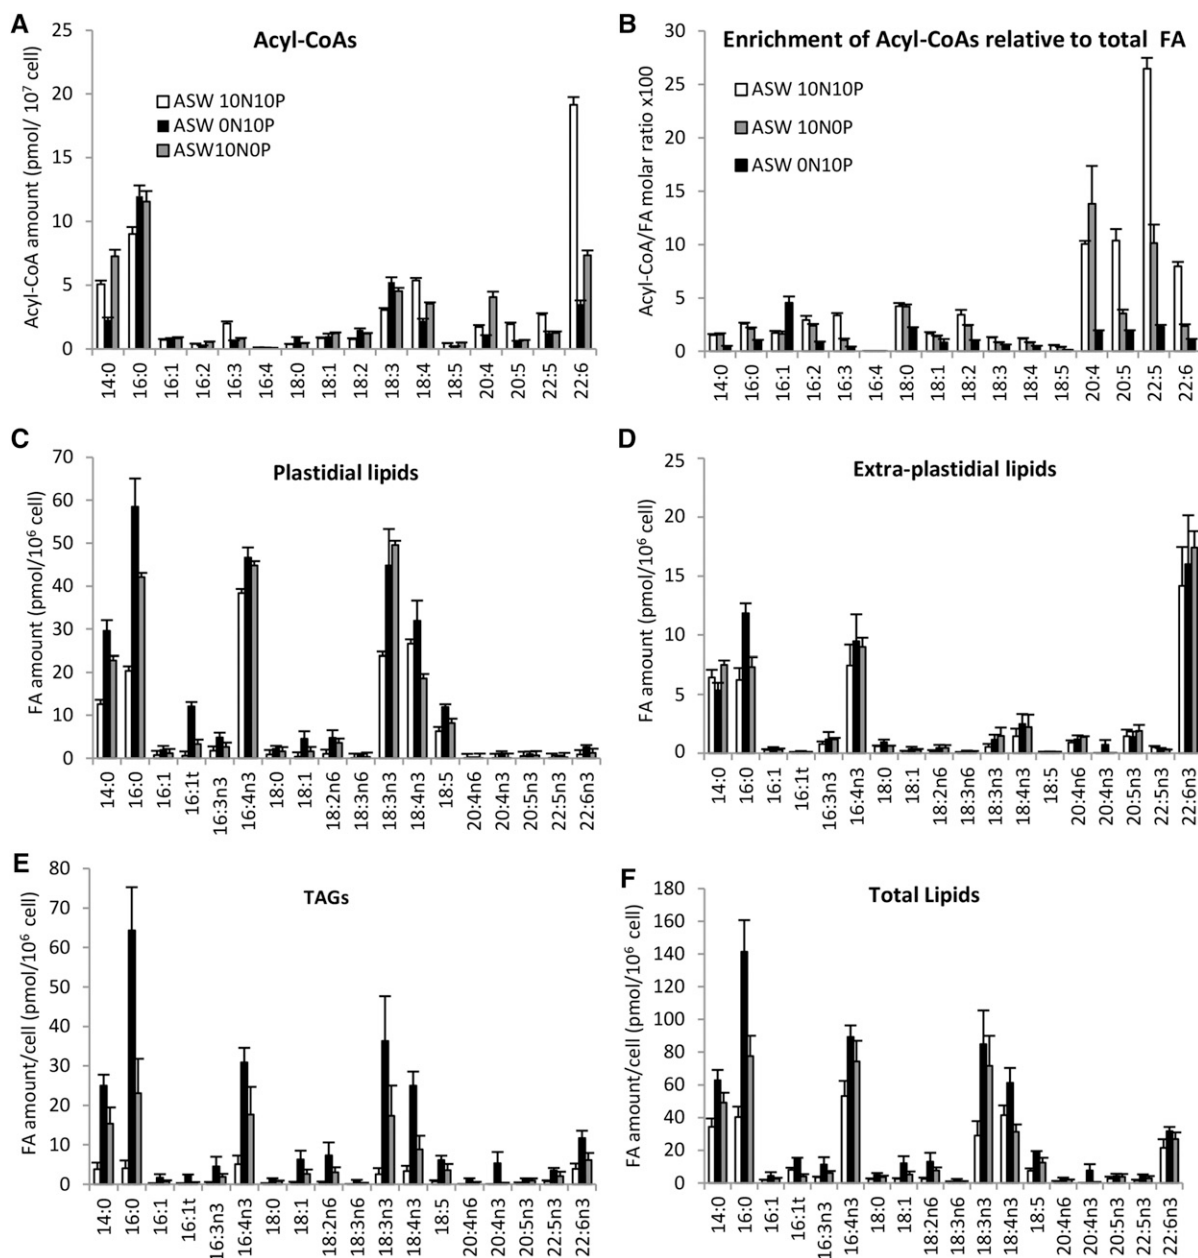 A
Acyl-CoAs
Acyl-CoA amount (pmol/ 10⁷ cell)
25
20
15
10
5
0
ASW 10N10P
ASW 0N10P
ASW10N0P
14:0
16:0
16:1
16:2
16:3
16:4
18:0
18:1
18:2
18:3
18:4
18:5
20:4
20:5
22:5
22:6
B
Enrichment of Acyl-CoAs relative to total FA
Acyl-CoA/FA molar ratio x100
30
25
20
15
10
5
0
ASW 10N10P
ASW 10N0P
ASW 0N10P
14:0
16:0
16:1
16:2
16:3
16:4
18:0
18:1
18:2
18:3
18:4
18:5
20:4
20:5
22:5
22:6
C
Plastidial lipids
FA amount (pmol/10⁶ cell)
70
60
50
40
30
20
10
0
14:0
16:0
16:1
16:1t
16:3n3
16:4n3
18:0
18:1
18:2n6
18:3n6
18:3n3
18:4n3
18:5
20:4n6
20:4n3
20:5n3
22:5n3
22:6n3
D
Extra-plastidial lipids
FA amount (pmol/10⁶ cell)
25
20
15
10
5
0
14:0
16:0
16:1
16:1t
16:3n3
16:4n3
18:0
18:1
18:2n6
18:3n6
18:3n3
18:4n3
18:5
20:4n6
20:4n3
20:5n3
22:5n3
22:6n3
E
TAGs
FA amount/cell (pmol/10⁶ cell)
80
70
60
50
40
30
20
10
0
14:0
16:0
16:1
16:1t
16:3n3
16:4n3
18:0
18:1
18:2n6
18:3n6
18:3n3
18:4n3
18:5
20:4n6
20:4n3
20:5n3
22:5n3
22:6n3
F
Total Lipids
FA amount/cell (pmol/10⁶ cell)
180
160
140
120
100
80
60
40
20
0
14:0
16:0
16:1
16:1t
16:3n3
16:4n3
18:0
18:1
18:2n6
18:3n6
18:3n3
18:4n3
18:5
20:4n6
20:4n3
20:5n3
22:5n3
22:6n3